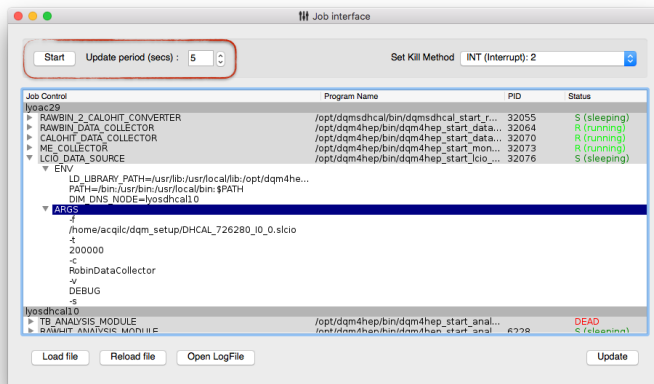 Job interface
Start Update period (secs) : 5 Set Kill Method INT (Interrupt): 2
Job Control Program Name PID Status
lyoac29
RAWBIN_2_CALOHIT_CONVERTER /opt/dqmsdhcal/bin/dqmsdhcal_start_r... 32055 S (sleeping)
RAWBIN_DATA_COLLECTOR /opt/dqm4hep/bin/dqm4hep_start_data... 32064 R (running)
CALOHIT_DATA_COLLECTOR /opt/dqm4hep/bin/dqm4hep_start_data... 32070 R (running)
ME_COLLECTOR /opt/dqm4hep/bin/dqm4hep_start_mon... 32073 R (running)
LCIO_DATA_SOURCE /opt/dqm4hep/bin/dqm4hep_start_lcio_... 32076 S (sleeping)
ENV
LD_LIBRARY_PATH=/usr/lib:/usr/local/lib:/opt/dqm4he...
PATH=/bin:/usr/bin:/usr/local/bin:$PATH
DIM_DNS_NODE=lyosdhcal10
ARGS
-f
/home/acqilc/dqm_setup/DHCAL_726280_I0_0.slcio
-t
200000
-c
RobinDataCollector
-v
DEBUG
-s
lyosdhcal10
TB_ANALYSIS_MODULE /opt/dqm4hep/bin/dqm4hep_start_anal... DEAD
RAWHIT_ANALYSIS_MODULE /opt/dqm4hep/bin/dqm4hep_start_anal... 6228 S (sleeping)
Load file Reload file Open LogFile Update